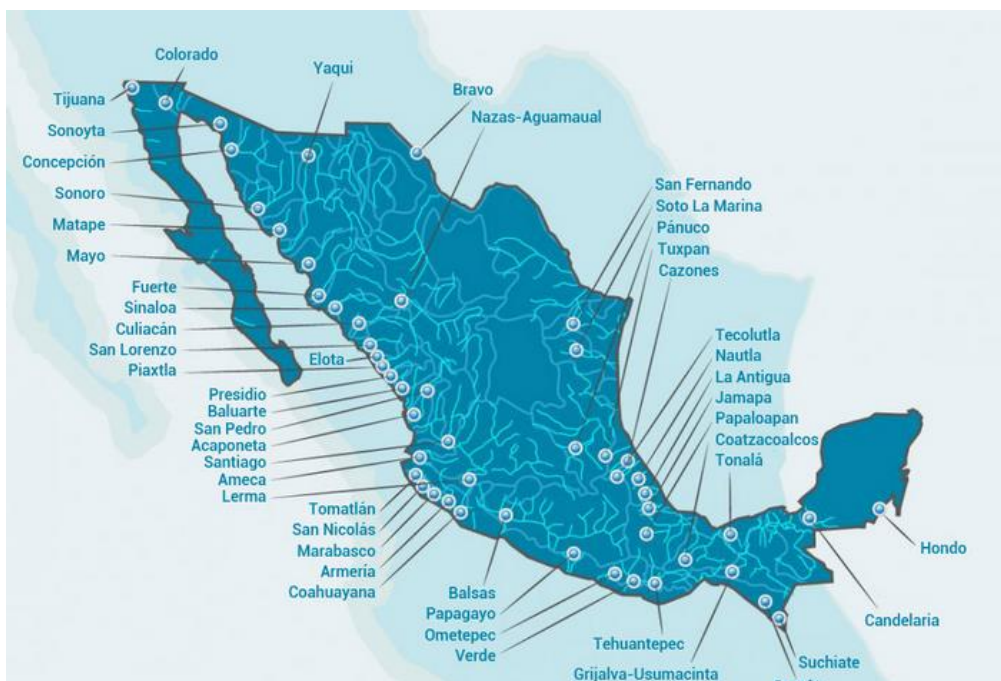 Colorado
Yaqui
Bravo
Nazas-Aguamaual
Tijuana
Sonoyta
Concepción
Sonoro
Matape
Mayo
Fuerte
Sinaloa
Culiacán
San Lorenzo
Elota
Piaxtla
Presidio
Baluarte
San Pedro
Acaponeta
Santiago
Ameca
Lerma
Tomatlán
San Nicolás
Marabasco
Armería
Coahuayana
San Fernando
Soto La Marina
Pánuco
Tuxpan
Cazones
Tecolutla
Nautla
La Antigua
Jamapa
Papaloapan
Coatzacoalcos
Tonalá
Hondo
Candelaria
Balsas
Papagayo
Ometepec
Verde
Tehuantepec
Grijalva-Usumacinta
Suchiate